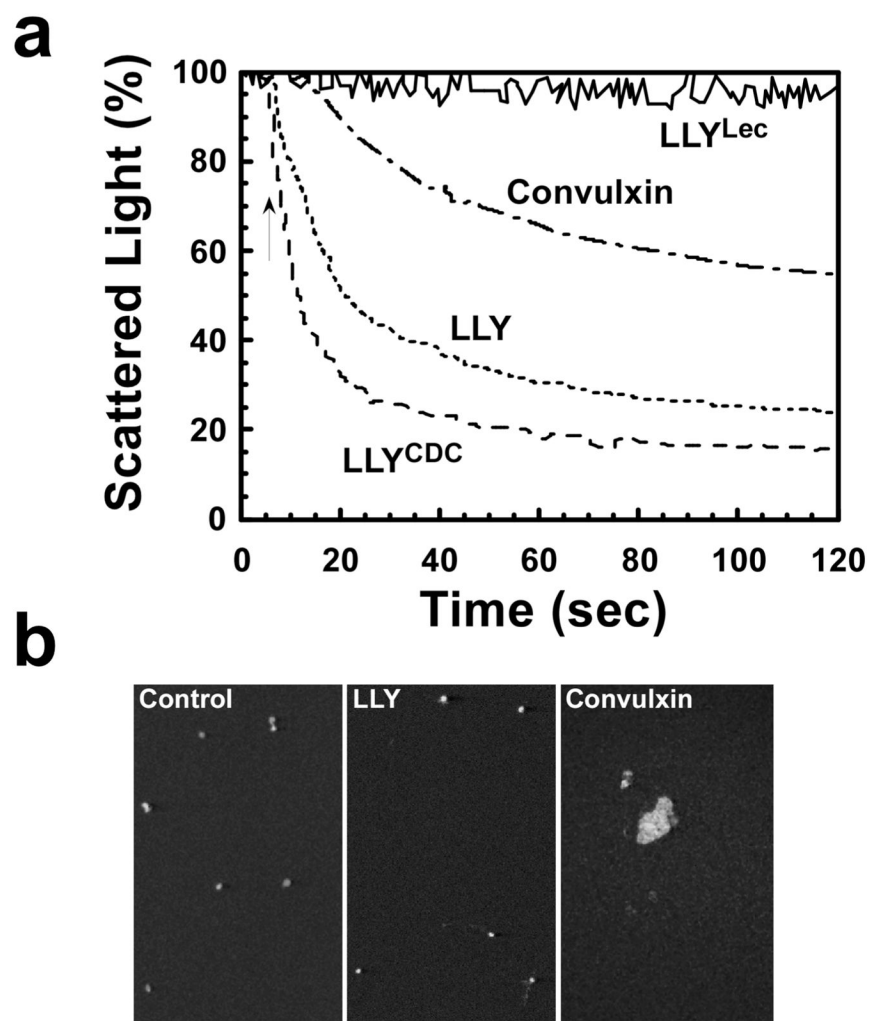 a
Scattered Light (%)
100
80
60
40
20
0
LLY^Lec
Convulxin
LLY
LLY^CDC
0 20 40 60 80 100 120
Time (sec)
b
Control LLY Convulxin